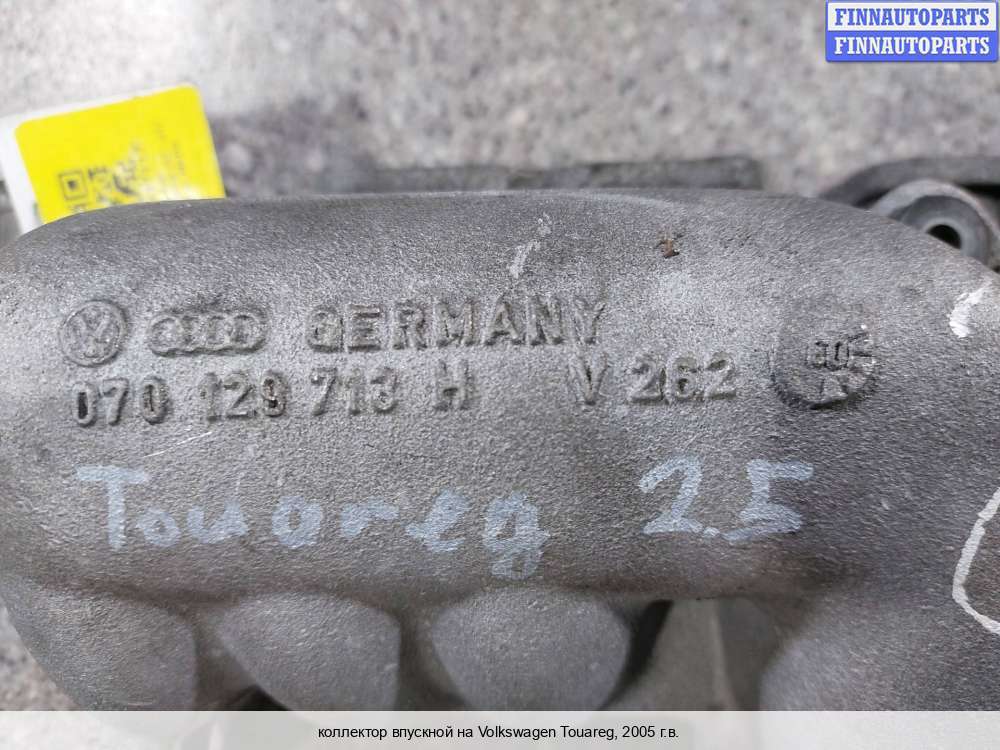 FINNAUTOPARTS
FINNAUTOPARTS
GERMANY
070 129 713 H V 262
Touareg 2.5
коллектор впускной на Volkswagen Touareg, 2005 г.в.